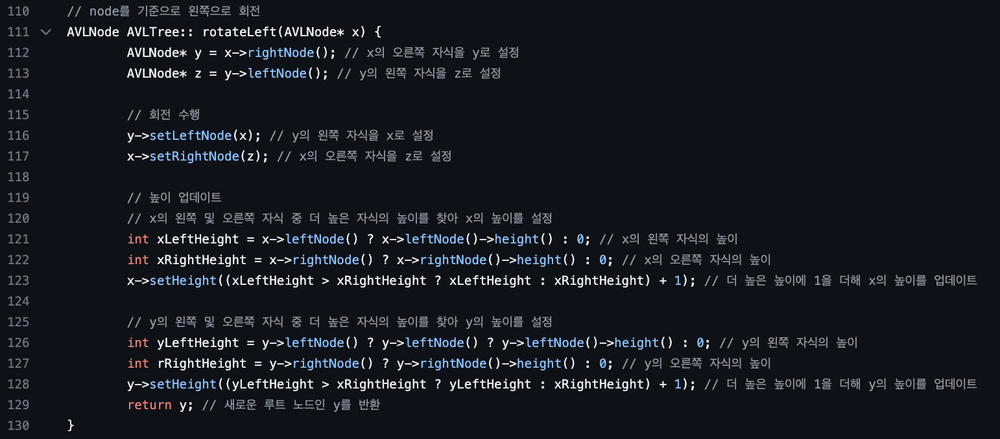 110 // node를 기준으로 왼쪽으로 회전
111 AVLNode AVLTree:: rotateLeft(AVLNode* x) {
112 AVLNode* y = x->rightNode(); // x의 오른쪽 자식을 y로 설정
113 AVLNode* z = y->leftNode(); // y의 왼쪽 자식을 z로 설정
114
115 // 회전 수행
116 y->setLeftNode(x); // y의 왼쪽 자식을 x로 설정
117 x->setRightNode(z); // x의 오른쪽 자식을 z로 설정
118
119 // 높이 업데이트
120 // x의 왼쪽 및 오른쪽 자식 중 더 높은 자식의 높이를 찾아 x의 높이를 설정
121 int xLeftHeight = x->leftNode() ? x->leftNode()->height() : 0; // x의 왼쪽 자식의 높이
122 int xRightHeight = x->rightNode() ? x->rightNode()->height() : 0; // x의 오른쪽 자식의 높이
123 x->setHeight((xLeftHeight > xRightHeight ? xLeftHeight : xRightHeight) + 1); // 더 높은 높이에 1을 더해 x의 높이를 업데이트
124
125 // y의 왼쪽 및 오른쪽 자식 중 더 높은 자식의 높이를 찾아 y의 높이를 설정
126 int yLeftHeight = y->leftNode() ? y->leftNode() ? y->leftNode()->height() : 0; // y의 왼쪽 자식의 높이
127 int rRightHeight = y->rightNode() ? y->rightNode()->height() : 0; // y의 오른쪽 자식의 높이
128 y->setHeight((yLeftHeight > xRightHeight ? yLeftHeight : xRightHeight) + 1); // 더 높은 높이에 1을 더해 y의 높이를 업데이트
129 return y; // 새로운 루트 노드인 y를 반환
130 }